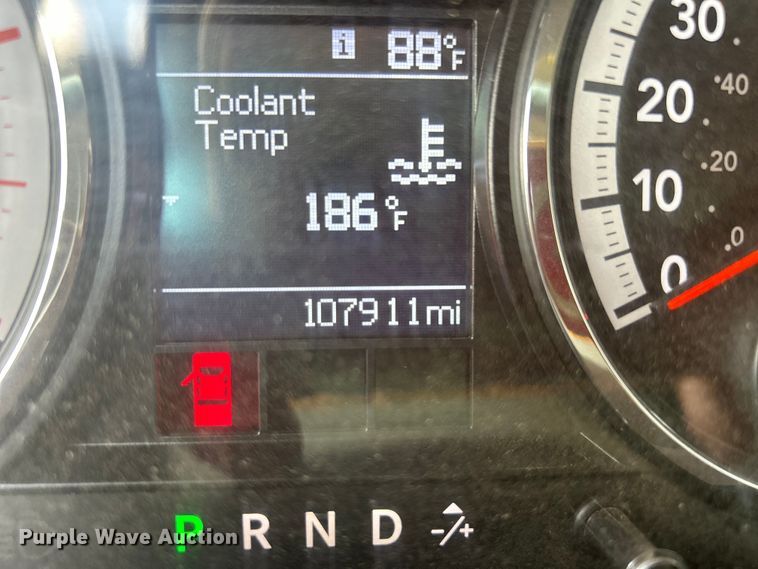 i 88°F
Coolant
Temp
186°F
107911mi
30
20
10
0
40
20
0
P R N D -/+
Purple Wave Auction®